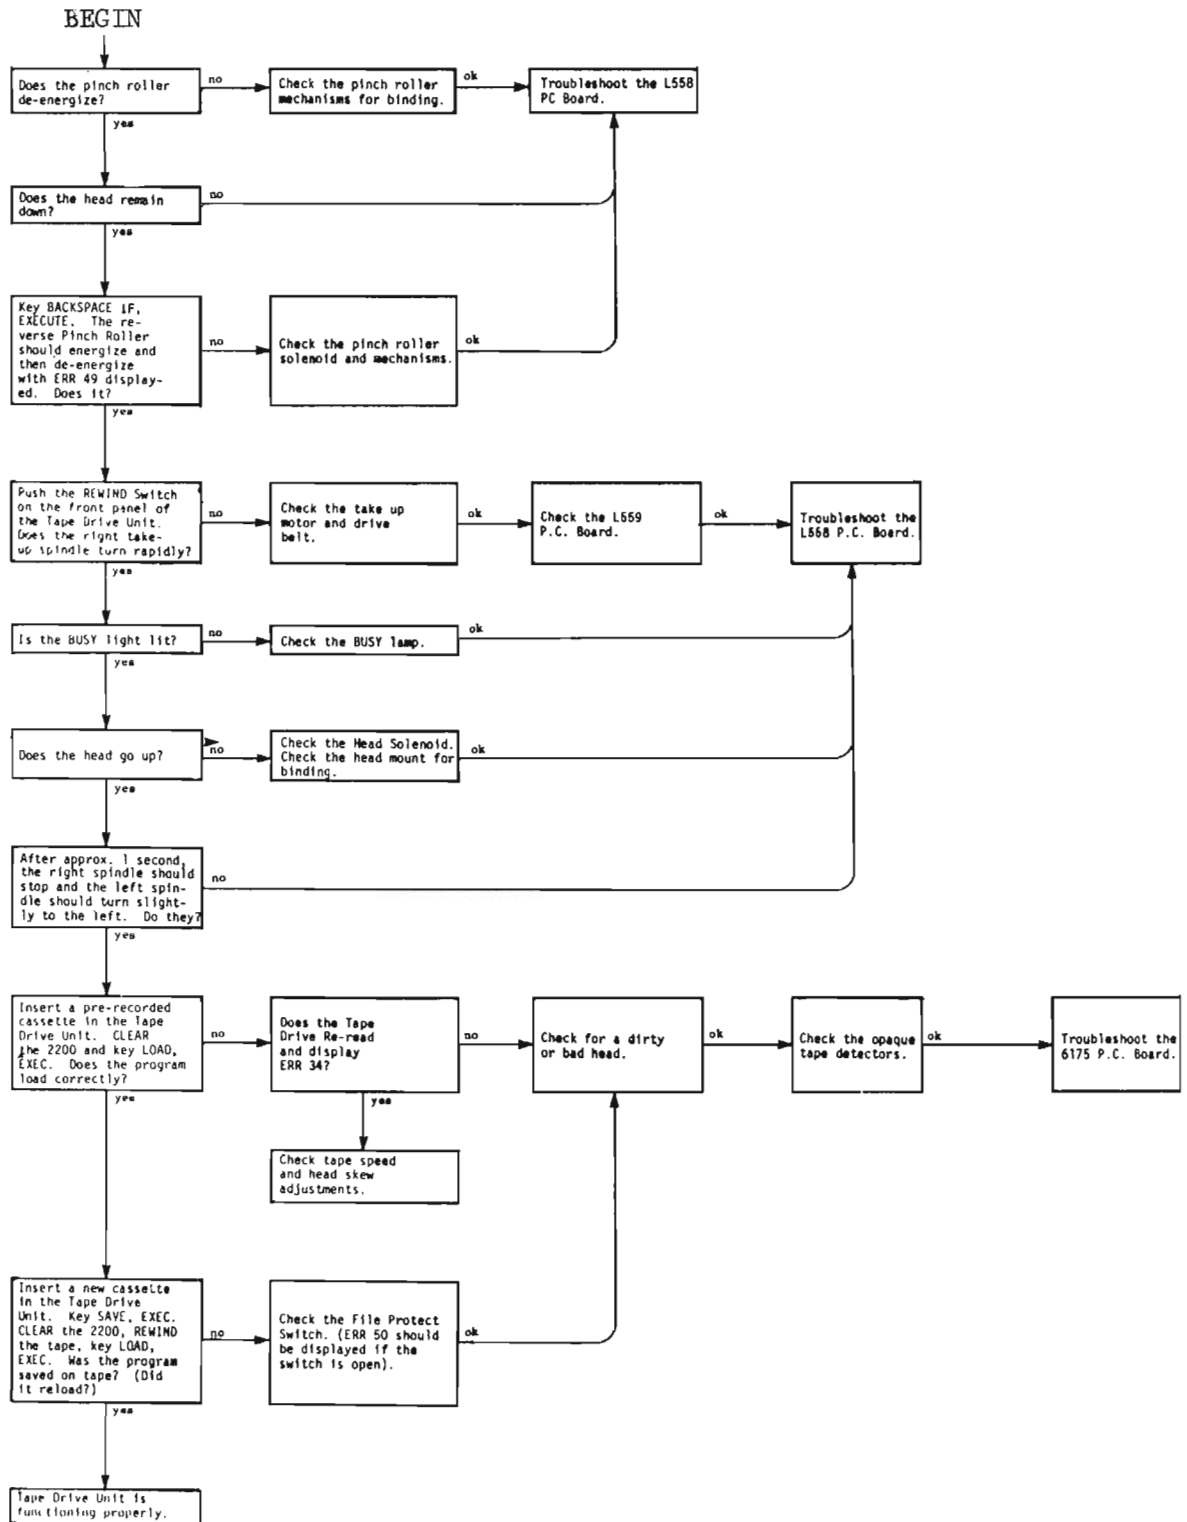 BEGIN
Does the pinch roller
de-energize?
no
Check the pinch roller
mechanisms for binding.
ok
Troubleshoot the L558
PC Board.
yes
Does the head remain
down?
no
yes
Key BACKSPACE 1F,
EXECUTE. The re-
verse Pinch Roller
should energize and
then de-energize
with ERR 49 display-
ed. Does it?
no
Check the pinch roller
solenoid and mechanisms.
ok
yes
Push the REWIND Switch
on the front panel of
the Tape Drive Unit.
Does the right take-
up spindle turn rapidly?
no
Check the take up
motor and drive
belt.
ok
Check the L559
P.C. Board.
ok
Troubleshoot the
L558 P.C. Board.
yes
Is the BUSY light lit?
no
Check the BUSY lamp.
ok
yes
Does the head go up?
no
Check the Head Solenoid.
Check the head mount for
binding.
ok
yes
After approx. 1 second,
the right spindle should
stop and the left spin-
dle should turn slight-
ly to the left. Do they?
no
yes
Insert a pre-recorded
cassette in the Tape
Drive Unit. CLEAR
the 2200 and key LOAD,
EXEC. Does the program
load correctly?
no
Does the Tape
Drive Re-read
and display
ERR 34?
no
Check for a dirty
or bad head.
ok
Check the opaque
tape detectors.
ok
Troubleshoot the
6175 P.C. Board.
yes
yes
Check tape speed
and head skew
adjustments.
Insert a new cassette
in the Tape Drive
Unit. Key SAVE, EXEC.
CLEAR the 2200, REWIND
the tape, key LOAD,
EXEC. Was the program
saved on tape? (Did
it reload?)
no
Check the File Protect
Switch. (ERR 50 should
be displayed if the
switch is open).
ok
yes
Tape Drive Unit is
functioning properly.